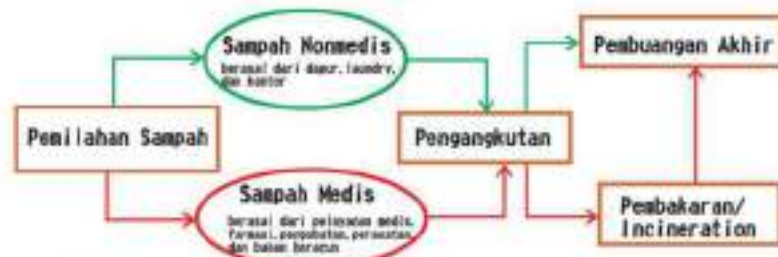 Sampah Nonmedis
berasal dari dapur, laundry,
dan kantor
Pembuangan Akhir
Pemilahan Sampah
Pengangkutan
Sampah Medis
berasal dari pelayanan medis,
farmasi, pengobatan, perawatan,
dan bahan beracun
Pembakaran/
Incineration